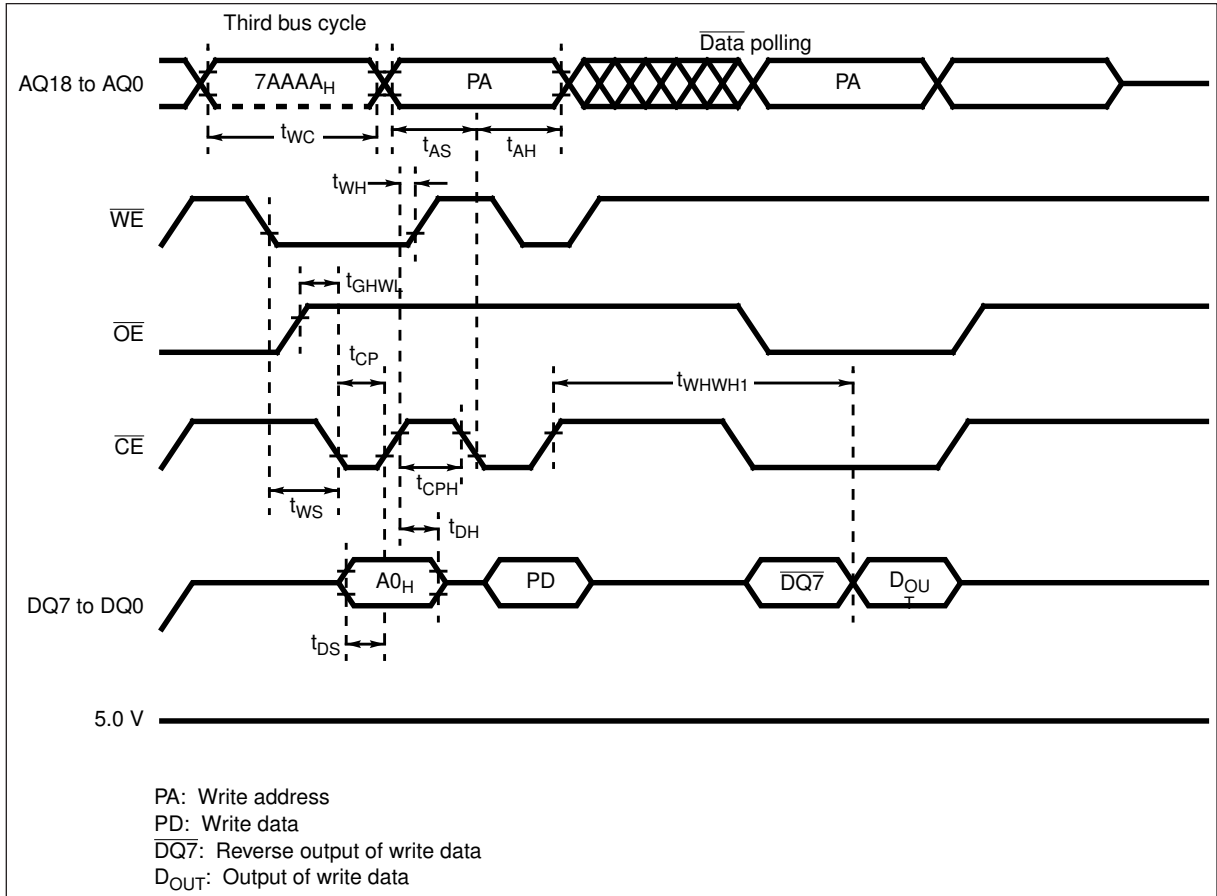 Third bus cycle
Data polling
AQ18 to AQ0
7AAAAH
PA
PA
tWC
tAS
tAH
tWH
WE
tGHWL
OE
tCP
tWHWH1
CE
tCPH
tWS
tDH
DQ7 to DQ0
A0H
PD
DQ7
DOUT
tDS
5.0 V
PA: Write address
PD: Write data
DQ7: Reverse output of write data
DOUT: Output of write data